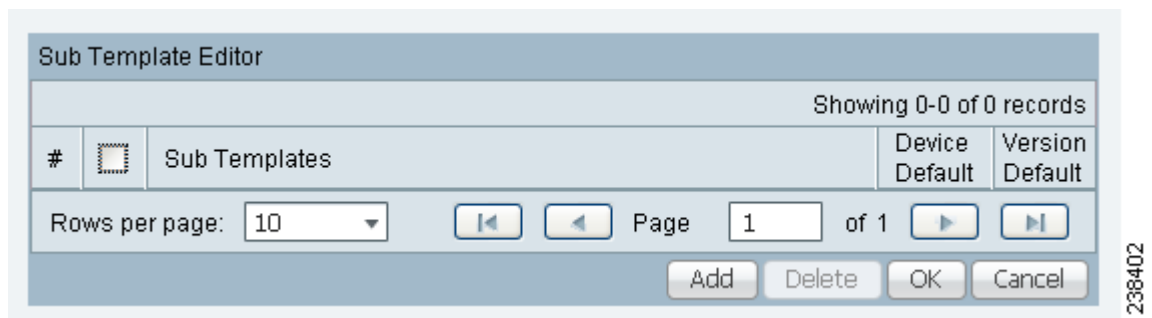 Sub Template Editor
Showing 0-0 of 0 records
# Sub Templates Device Default Version Default
Rows per page: 10 Page 1 of 1
Add Delete OK Cancel
238402